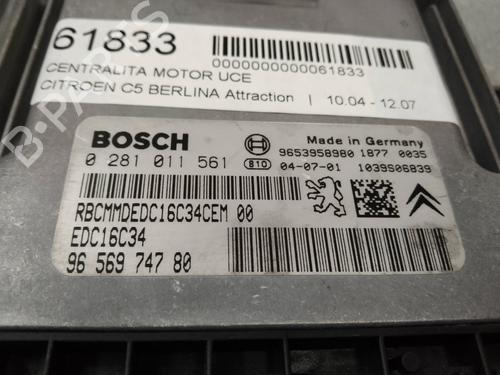 61833
0000000000061833
CENTRALITA MOTOR UCE
CITROEN C5 BERLINA Attraction | 10.04 - 12.07
BOSCH
Made in Germany
0 281 011 561
810
9653958980 1877 0035
04-07-01 1039S06839
RBCMMDEDC16C34CEM 00
EDC16C34
96 569 747 80